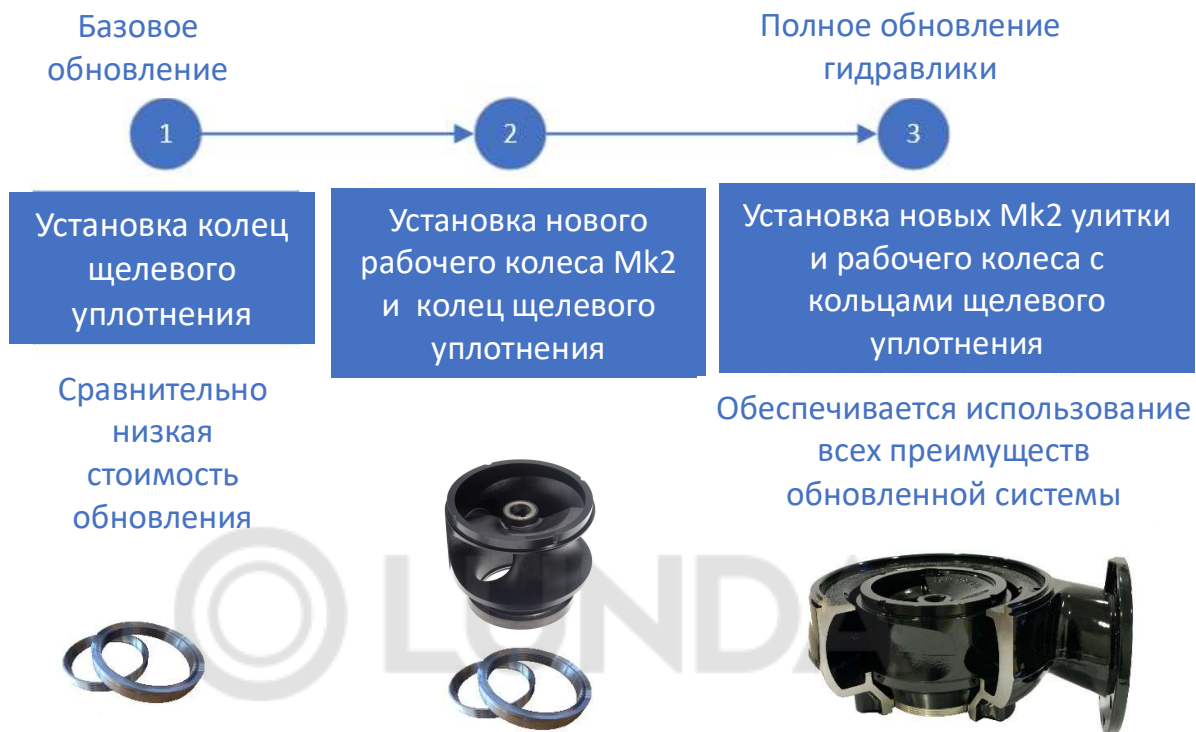 Базовое
обновление
Полное обновление
гидравлики
1
2
3
Установка колец
щелевого
уплотнения
Установка нового
рабочего колеса Mk2
и колец щелевого
уплотнения
Установка новых Mk2 улитки
и рабочего колеса с
кольцами щелевого
уплотнения
Сравнительно
низкая
стоимость
обновления
Обеспечивается использование
всех преимуществ
обновленной системы
LUNDA